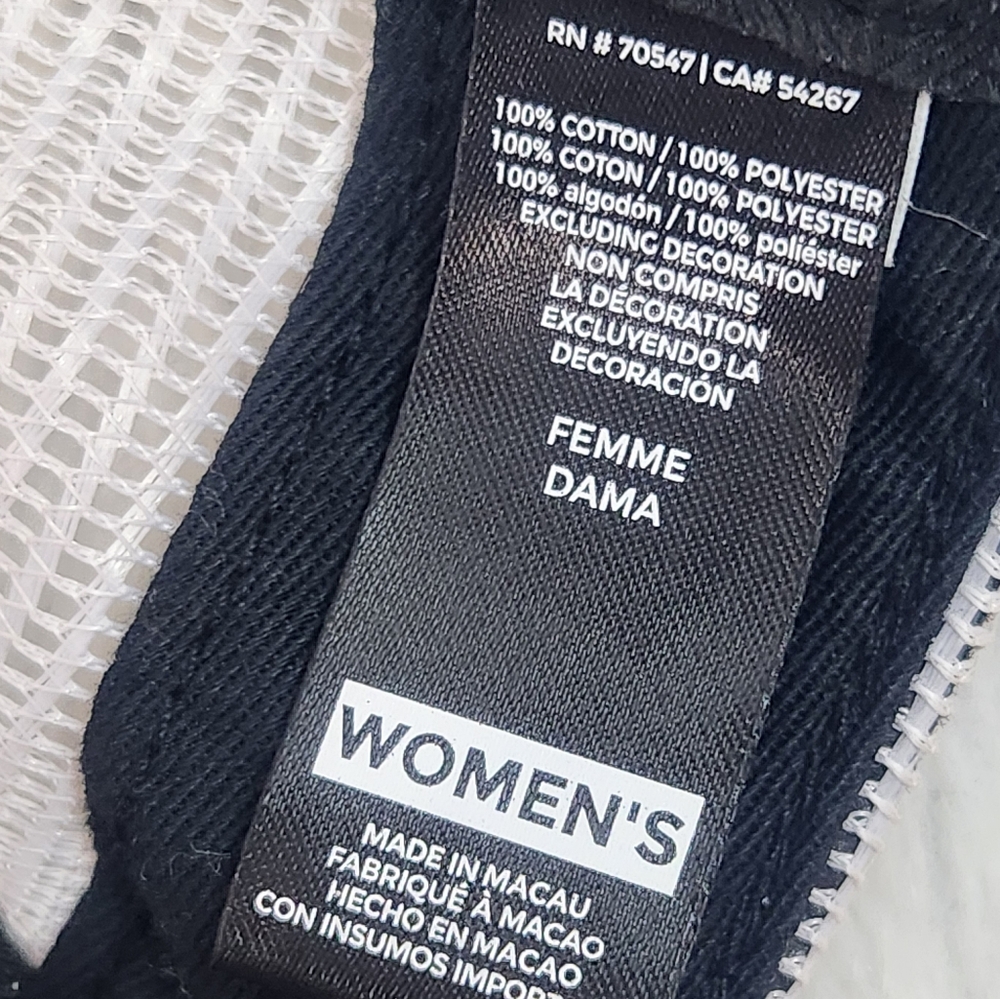 RN # 70547 | CA# 54267
100% COTTON / 100% POLYESTER
100% COTON / 100% POLYESTER
100% algodón / 100% poliéster
EXCLUDING DECORATION
NON COMPRIS
LA DÉCORATION
EXCLUYENDO LA
DECORACIÓN
FEMME
DAMA
WOMEN'S
MADE IN MACAU
FABRIQUÉ À MACAO
HECHO EN MACAO
CON INSUMOS